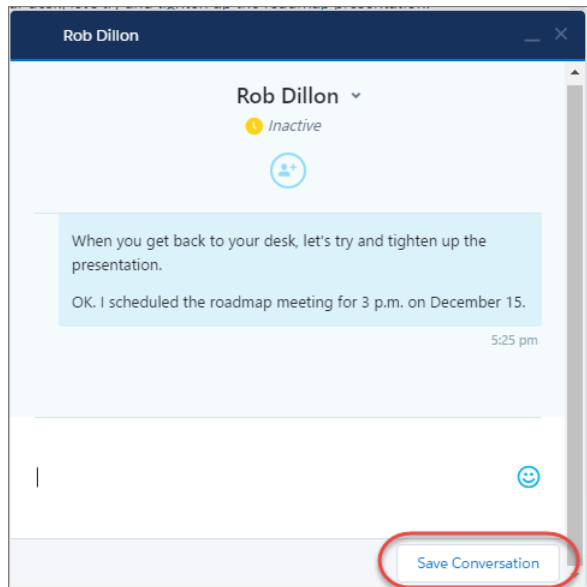 Rob Dillon
Rob Dillon
Inactive
When you get back to your desk, let's try and tighten up the
presentation.
OK. I scheduled the roadmap meeting for 3 p.m. on December 15.
5:25 pm
Save Conversation